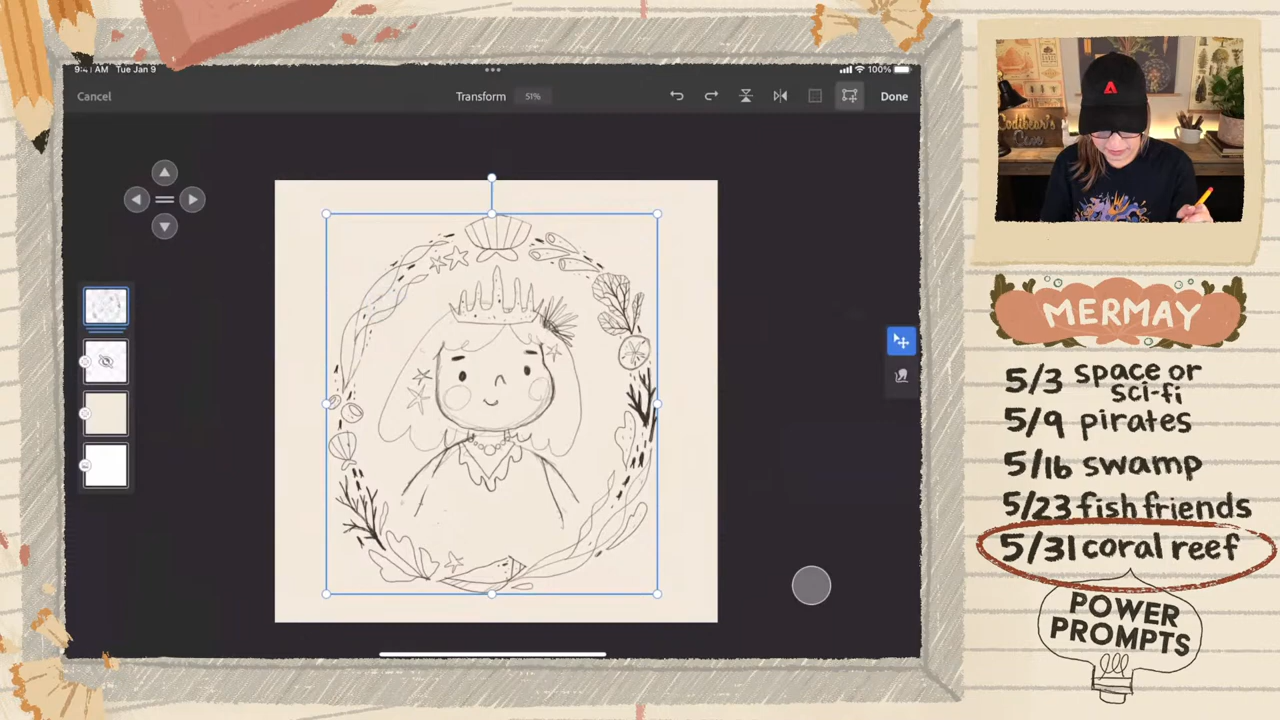 9:41 AM Tue Jan 9
100%
Cancel
Transform
51%
Done
MERMAY
5/3 space or
sci-fi
5/9 pirates
5/16 swamp
5/23 fish friends
5/31 coral reef
POWER
PROMPTS